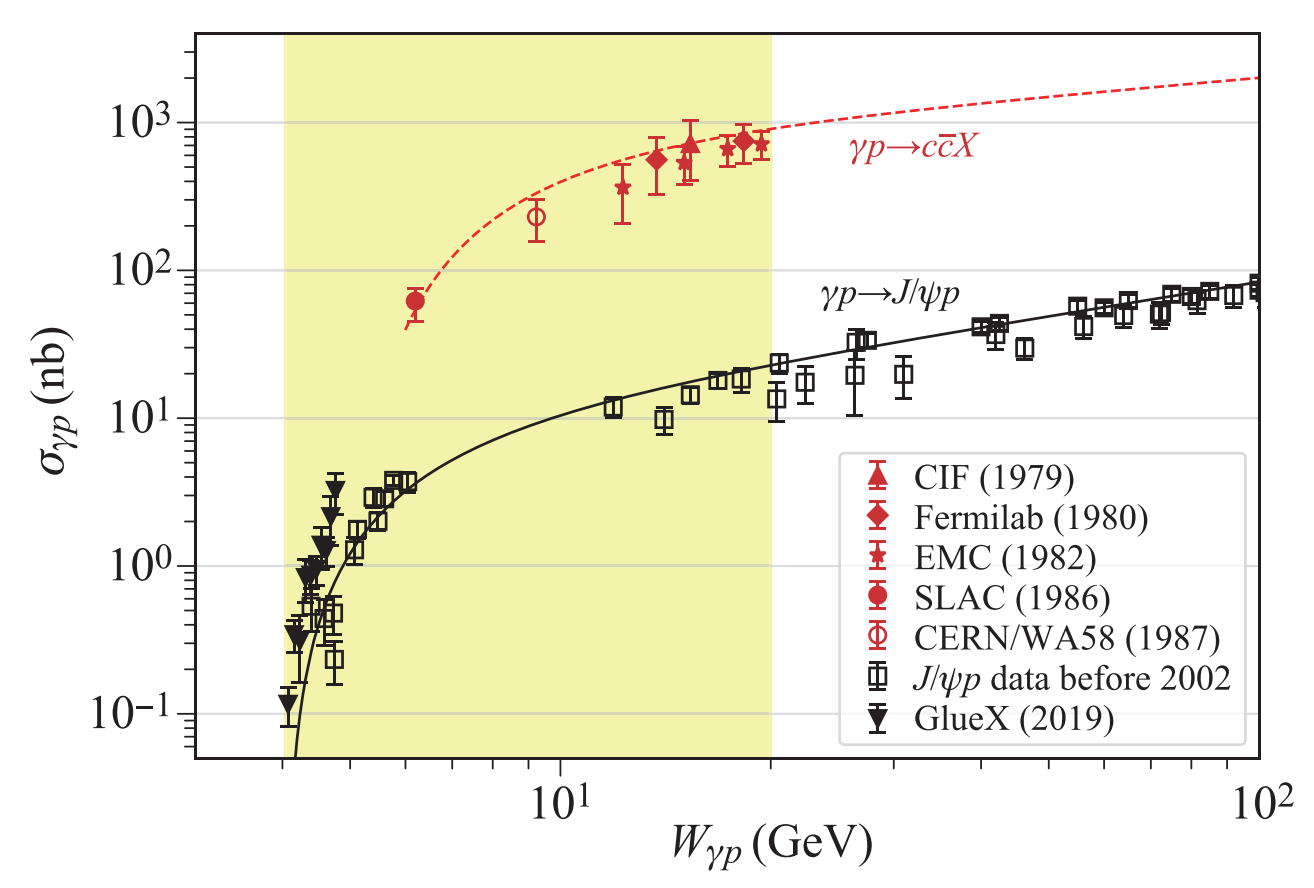 10³
10²
10¹
10⁰
10⁻¹
σγp (nb)
γp→cc̄X
γp→J/ψp
CIF (1979)
Fermilab (1980)
EMC (1982)
SLAC (1986)
CERN/WA58 (1987)
J/ψp data before 2002
GlueX (2019)
10¹
10²
Wγp (GeV)